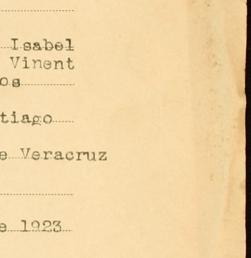 Isabel
Vinent
os
tiago
e Veracruz
e 1923